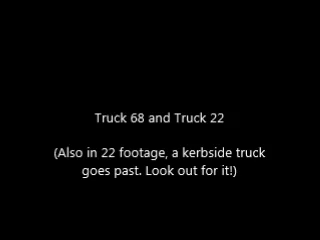 Truck 68 and Truck 22
(Also in 22 footage, a kerbside truck
goes past. Look out for it!)